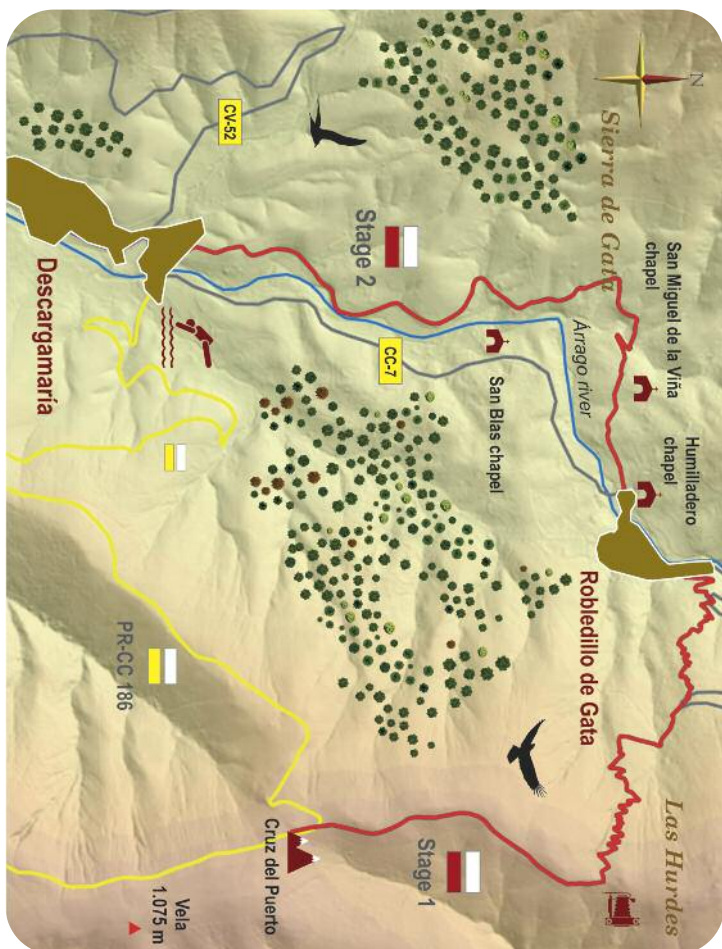 N
San Miguel de la Viña
chapel
Humilladero
chapel
Las Hurdes
Sierra de Gata
Árrago river
Robledillo de Gata
San Blas chapel
Stage 1
CC-7
Stage 2
Cruz del Puerto
CV-52
Vela
1.075 m
PR-CC 186
Descargamaría